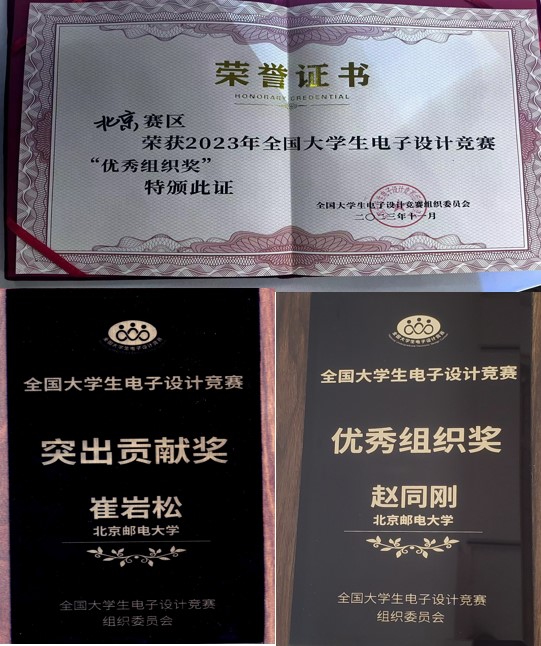 荣誉证书
HONORARY CREDENTIAL
北京赛区
荣获2023年全国大学生电子设计竞赛
“优秀组织奖”
特颁此证
全国大学生电子设计竞赛组织委员会
二〇二三年十一月
全国大学生电子设计竞赛
突出贡献奖
崔岩松
北京邮电大学
全国大学生电子设计竞赛
组织委员会
全国大学生电子设计竞赛
优秀组织奖
赵同刚
北京邮电大学
全国大学生电子设计竞赛
组织委员会